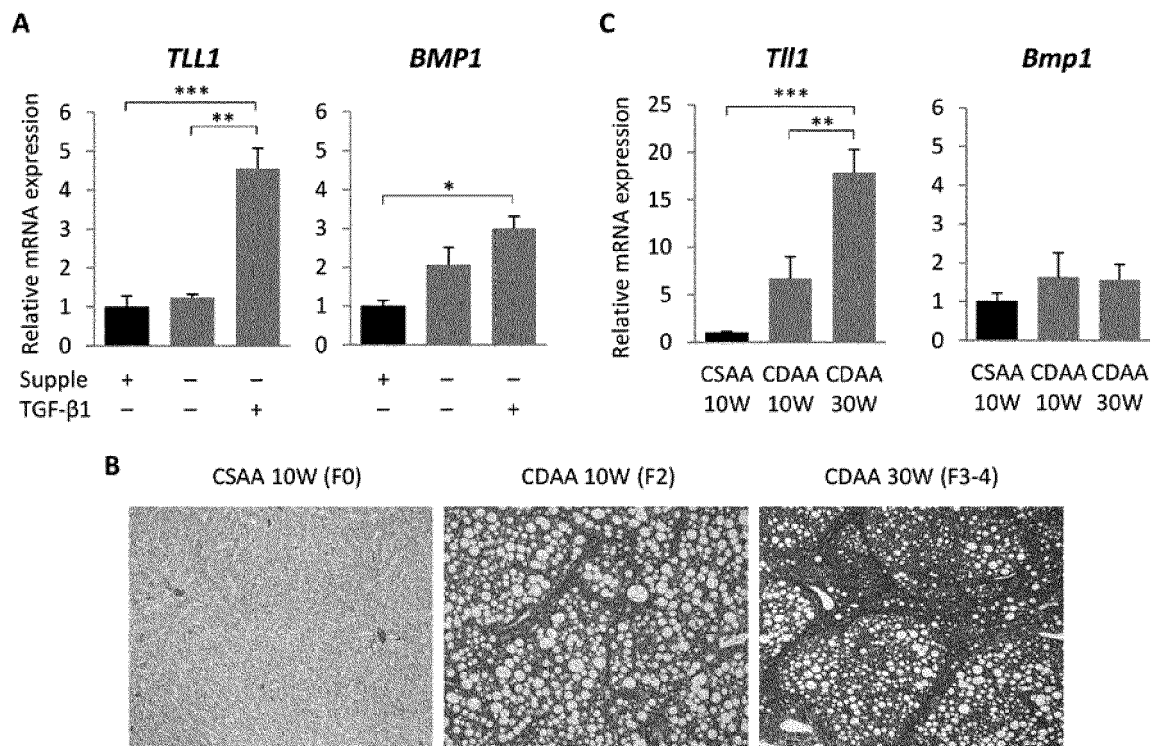 A
TLL1
BMP1
Relative mRNA expression
6
5
4
3
2
1
0
***
**
6
5
4
3
2
1
0
*
Supple + – – + – –
TGF-β1 – – + – – +
C
Tll1
Bmp1
Relative mRNA expression
25
20
15
10
5
0
***
**
6
5
4
3
2
1
0
CSAA CDAA CDAA CSAA CDAA CDAA
10W 10W 30W 10W 10W 30W
B
CSAA 10W (F0) CDAA 10W (F2) CDAA 30W (F3-4)